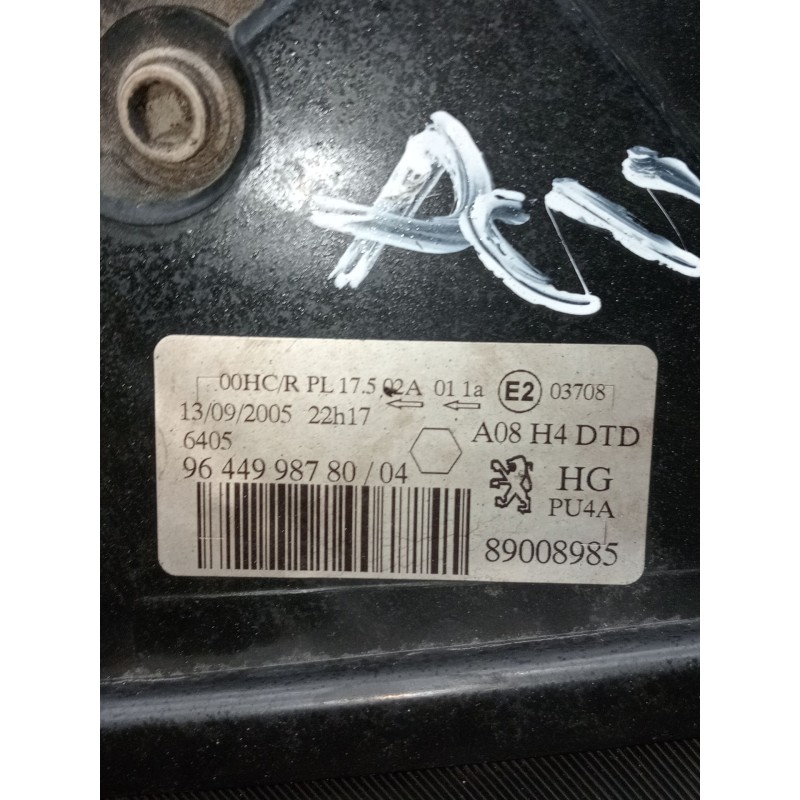 00HC/R PL 17.5 02A 01 1a E2 03708
13/09/2005 22h17
6405
A08 H4 DTD
96 449 987 80 / 04
HG
PU4A
89008985